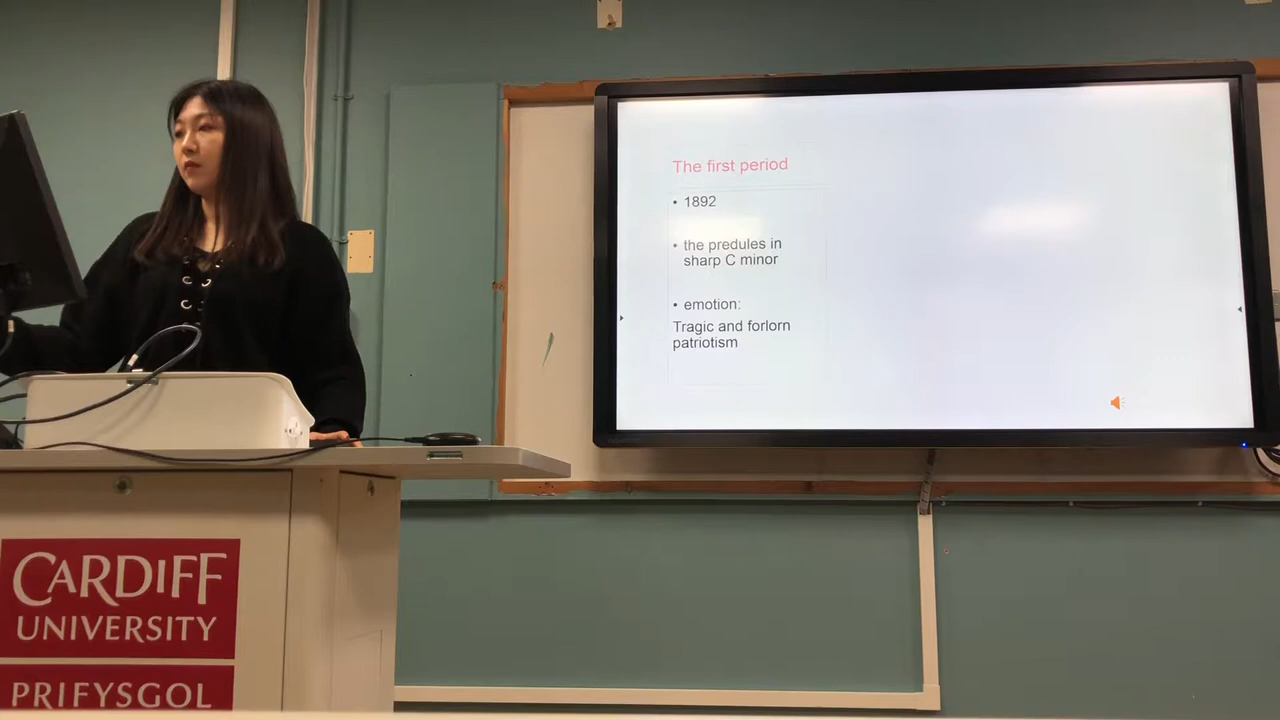 The first period
• 1892
• the predules in
sharp C minor
• emotion:
Tragic and forlorn
patriotism
CARDIFF
UNIVERSITY
PRIFYSGOL